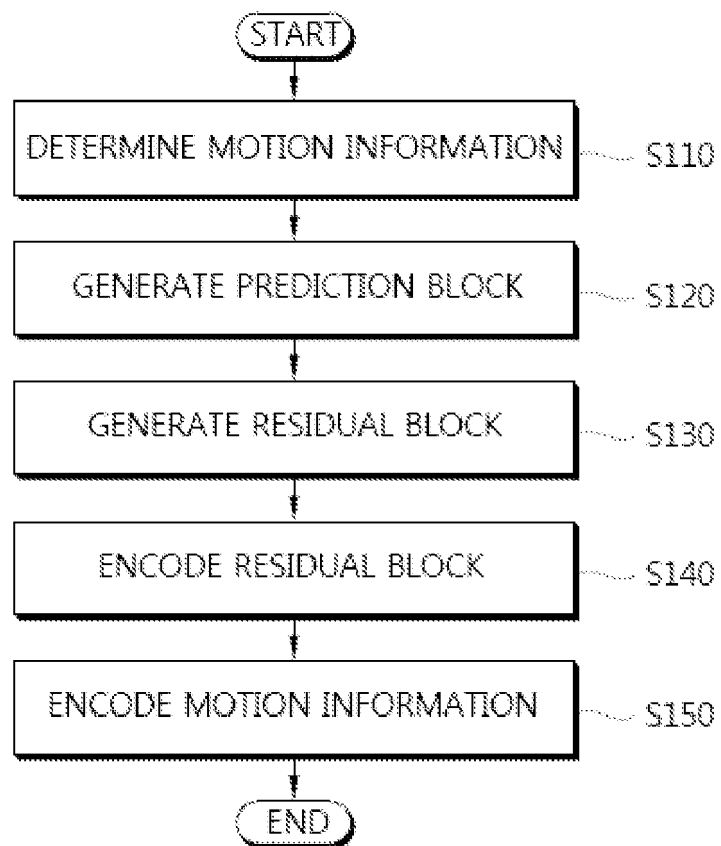 START
DETERMINE MOTION INFORMATION
S110
GENERATE PREDICTION BLOCK
S120
GENERATE RESIDUAL BLOCK
S130
ENCODE RESIDUAL BLOCK
S140
ENCODE MOTION INFORMATION
S150
END